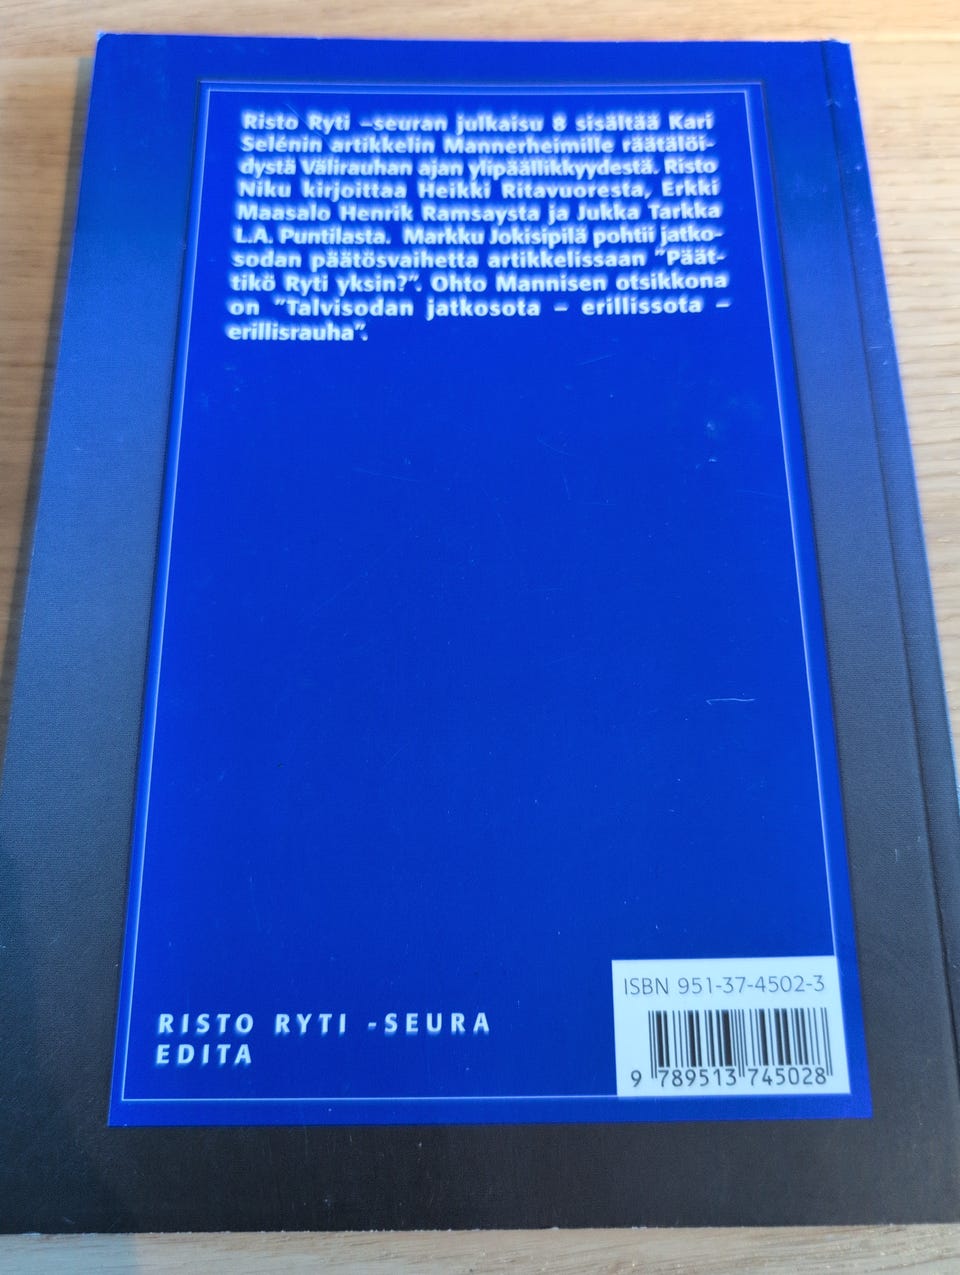 Risto Ryti –seuran julkaisu 8 sisältää Kari
Selénin artikkelin Mannerheimille räätälöi-
dystä Välirauhan ajan ylipäällikkyydestä. Risto
Niku kirjoittaa Heikki Ritavuoresta, Erkki
Maasalo Henrik Ramsaysta ja Jukka Tarkka
L.A. Puntilasta. Markku Jokisipilä pohtii jatko-
sodan päätösvaihetta artikkelissaan ”Päät-
tikö Ryti yksin?”. Ohto Mannisen otsikkona
on ”Talvisodan jatkosota – erillissota –
erillisrauha”.
RISTO RYTI -SEURA
EDITA
ISBN 951-37-4502-3
9 789513 745028